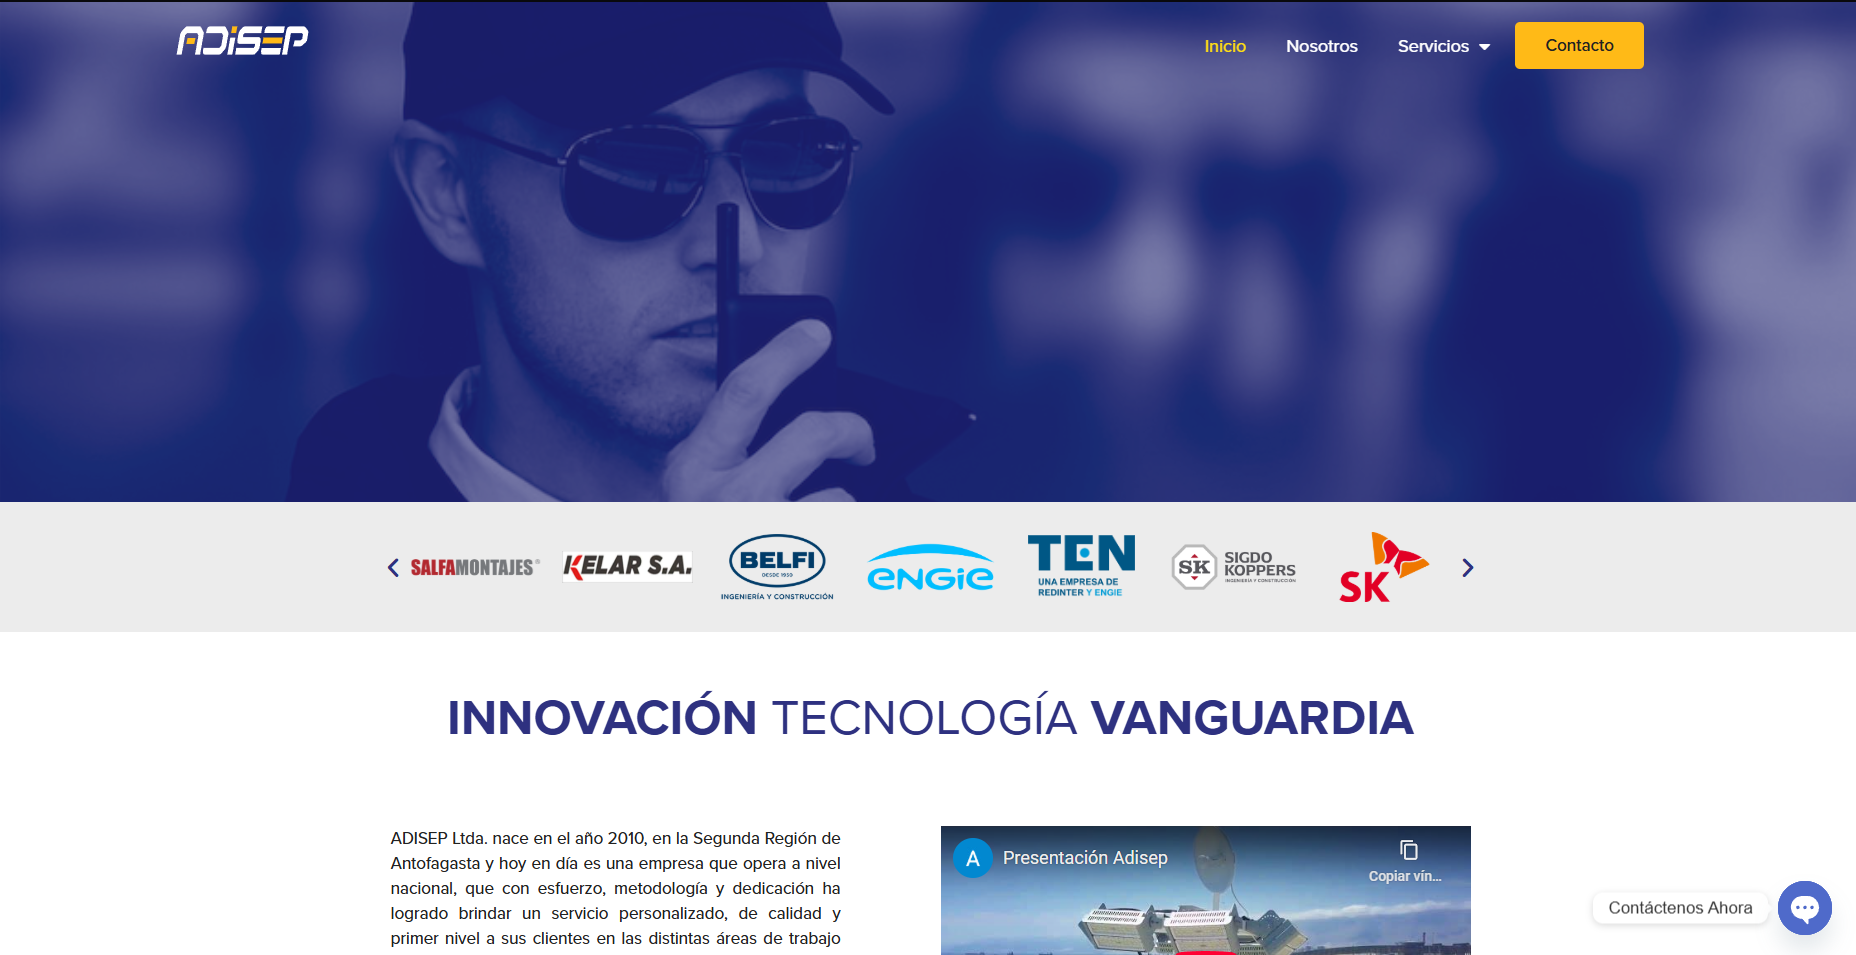 ADISEP
Inicio Nosotros Servicios Contacto
SALFAMONTAJES®
KELAR S.A.
BELFI
DESDE 1930
INGENIERÍA Y CONSTRUCCIÓN
ENGIE
TEN
UNA EMPRESA DE
REDINTER Y ENGIE
SK
SIGDO
KOPPERS
INGENIERÍA Y CONSTRUCCIÓN
SK
INNOVACIÓN TECNOLOGÍA VANGUARDIA
ADISEP Ltda. nace en el año 2010, en la Segunda Región de
Antofagasta y hoy en día es una empresa que opera a nivel
nacional, que con esfuerzo, metodología y dedicación ha
logrado brindar un servicio personalizado, de calidad y
primer nivel a sus clientes en las distintas áreas de trabajo
A Presentación Adisep
Copiar vín...
Contáctenos Ahora